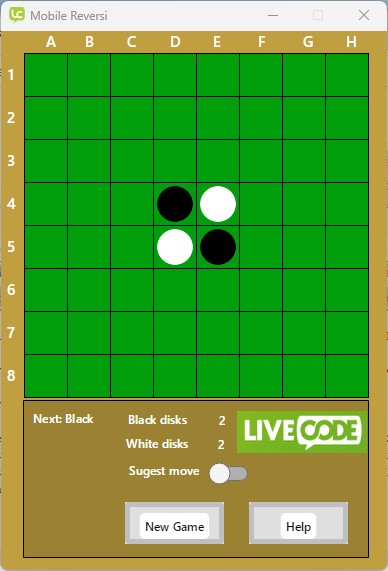 Mobile Reversi
A B C D E F G H
1
2
3
4
5
6
7
8
Next: Black
Black disks 2
White disks 2
Sugest move
LIVECODE
New Game
Help